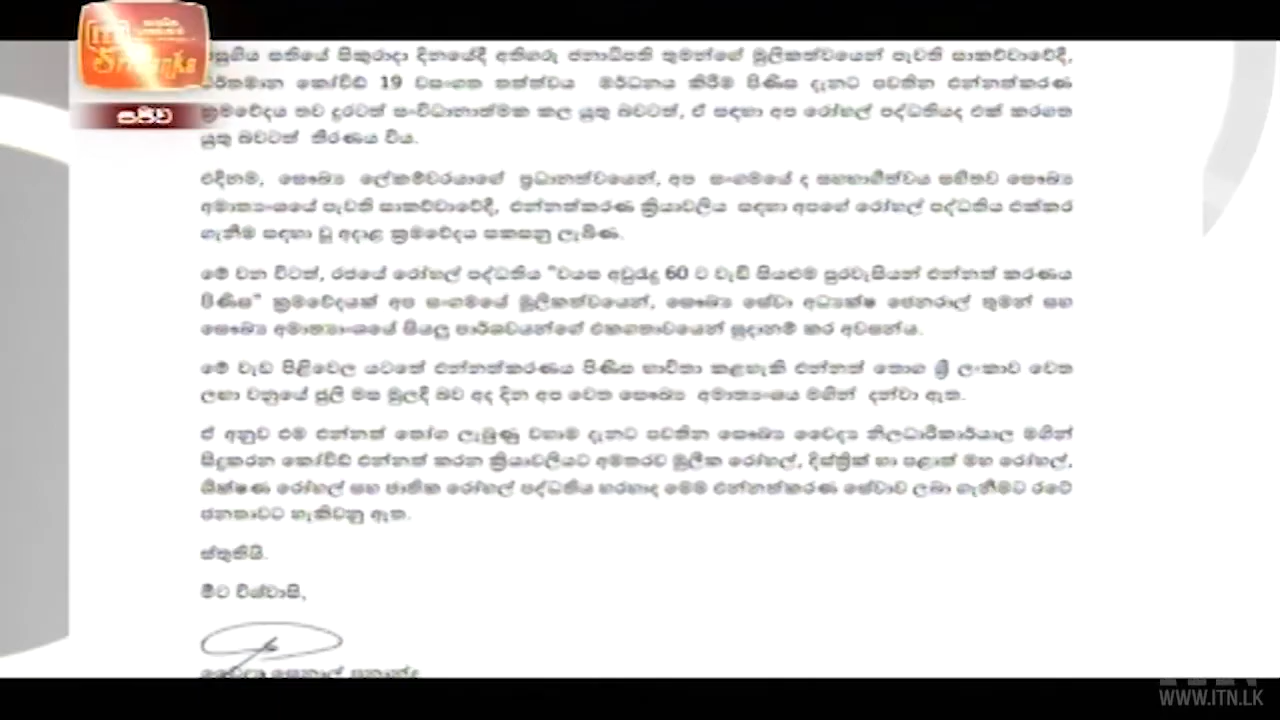 පසුගිය සතියේ සිකුරාදා දිනයේදී අතිගරු ජනාධිපති තුමන්ගේ මූලිකත්වයෙන් පැවති සාකච්ඡාවේදී,
වර්තමාන කෝවිඩ් 19 වසංගත තත්ත්වය මර්ධනය කිරීම පිණිස දැනට පවතින එන්නත්කරණ
ක්‍රමවේදය තව දුරටත් සංවිධානාත්මක කල යුතු බවටත්, ඒ සඳහා අප රෝහල් පද්ධතියද එක් කරගත
යුතු බවටත් තීරණය විය.
එදිනම, සෞඛ්‍ය ලේකම්වරයාගේ ප්‍රධානත්වයෙන්, අප සංගමයේ ද සහභාගීත්වය සහිතව සෞඛ්‍ය
අමාත්‍යාංශයේ පැවති සාකච්ඡාවේදී, එන්නත්කරණ ක්‍රියාවලිය සඳහා අපගේ රෝහල් පද්ධතිය එක්කර
ගැනීම සඳහා වූ අදාළ ක්‍රමවේදය සකසනු ලැබිණ.
මේ වන විටත්, රජයේ රෝහල් පද්ධතිය "වයස අවුරුදු 60 ට වැඩි සියළුම පුරවැසියන් එන්නත් කරණය
පිණිස" ක්‍රමවේදයක් අප සංගමයේ මූලිකත්වයෙන්, සෞඛ්‍ය සේවා අධ්‍යක්ෂ ජෙනරාල් තුමන් සහ
සෞඛ්‍ය අමාත්‍යාංශයේ සියලු පාර්ශවයන්ගේ එකගතාවයෙන් සූදානම් කර අවසන්ය.
මේ වැඩ පිළිවෙල යටතේ එන්නත්කරණය පිණිස භාවිතා කළහැකි එන්නත් තොග ශ්‍රී ලංකාව වෙත
ලඟා වනුයේ ජූලි මස මුලදී බව අද දින අප වෙත සෞඛ්‍ය අමාත්‍යාංශය මගින් දන්වා ඇත.
ඒ අනුව එම එන්නත් තෝග ලැබුණු වහාම දැනට පවතින සෞඛ්‍ය වෛද්‍ය නිලධාරීකාර්යාල මගින්
සිදුකරන කෝවිඩ් එන්නත් කරන ක්‍රියාවලියට අමතරව මූලික රෝහල්, දිස්ත්‍රික් හා පළාත් මහ රෝහල්,
ශික්ෂණ රෝහල් සහ ජාතික රෝහල් පද්ධතිය හරහාද මෙම එන්නත්කරණ සේවාව ලබා ගැනීමට රටේ
ජනතාවට හැකිවනු ඇත.
ස්තූතියි.
මීට විශ්වාසී,
සජීව
WWW.ITN.LK